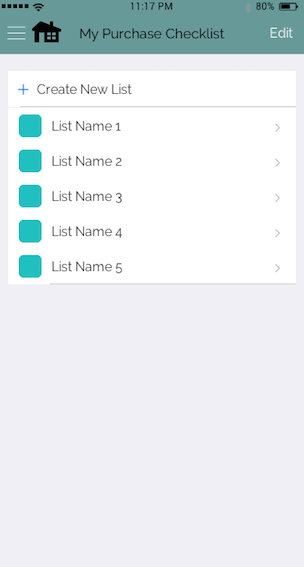 11:17 PM 80%
My Purchase Checklist Edit
+ Create New List
List Name 1
List Name 2
List Name 3
List Name 4
List Name 5